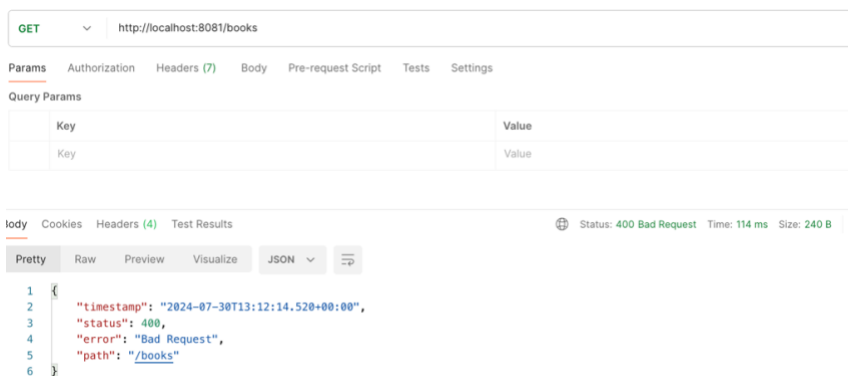 GET http://localhost:8081/books
Params Authorization Headers (7) Body Pre-request Script Tests Settings
Query Params
Key Value
Key Value
Body Cookies Headers (4) Test Results Status: 400 Bad Request Time: 114 ms Size: 240 B
Pretty Raw Preview Visualize JSON
1 {
2 "timestamp": "2024-07-30T13:12:14.520+00:00",
3 "status": 400,
4 "error": "Bad Request",
5 "path": "/books"
6 }